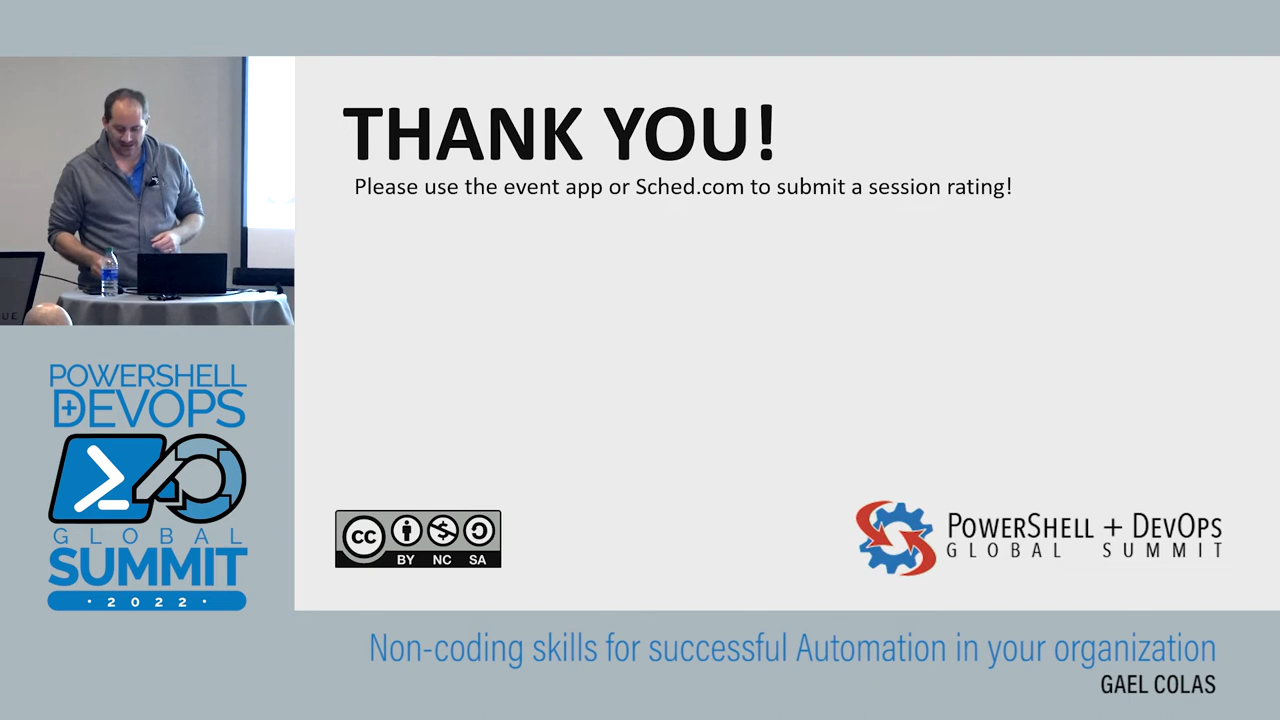 THANK YOU!
Please use the event app or Sched.com to submit a session rating!
POWERSHELL
+DEVOPS
GLOBAL
SUMMIT
· 2022 ·
cc
BY NC SA
POWERSHELL + DEVOPS
GLOBAL SUMMIT
Non-coding skills for successful Automation in your organization
GAEL COLAS